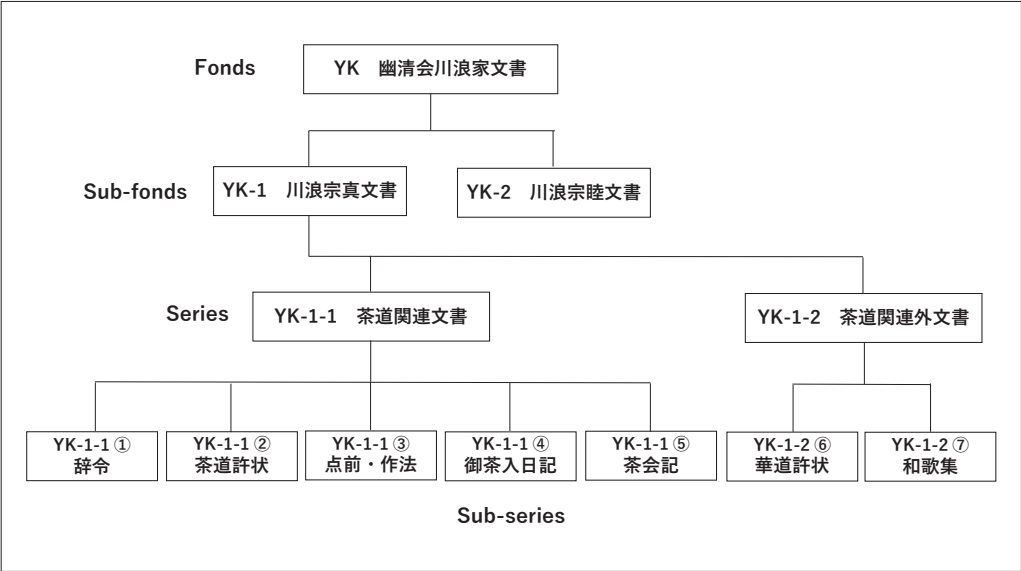 Fonds
YK　幽清会川浪家文書
Sub-fonds
YK-1　川浪宗真文書
YK-2　川浪宗睦文書
Series
YK-1-1　茶道関連文書
YK-1-2　茶道関連外文書
YK-1-1 ①
辞令
YK-1-1 ②
茶道許状
YK-1-1 ③
点前・作法
YK-1-1 ④
御茶入日記
YK-1-1 ⑤
茶会記
YK-1-2 ⑥
華道許状
YK-1-2 ⑦
和歌集
Sub-series